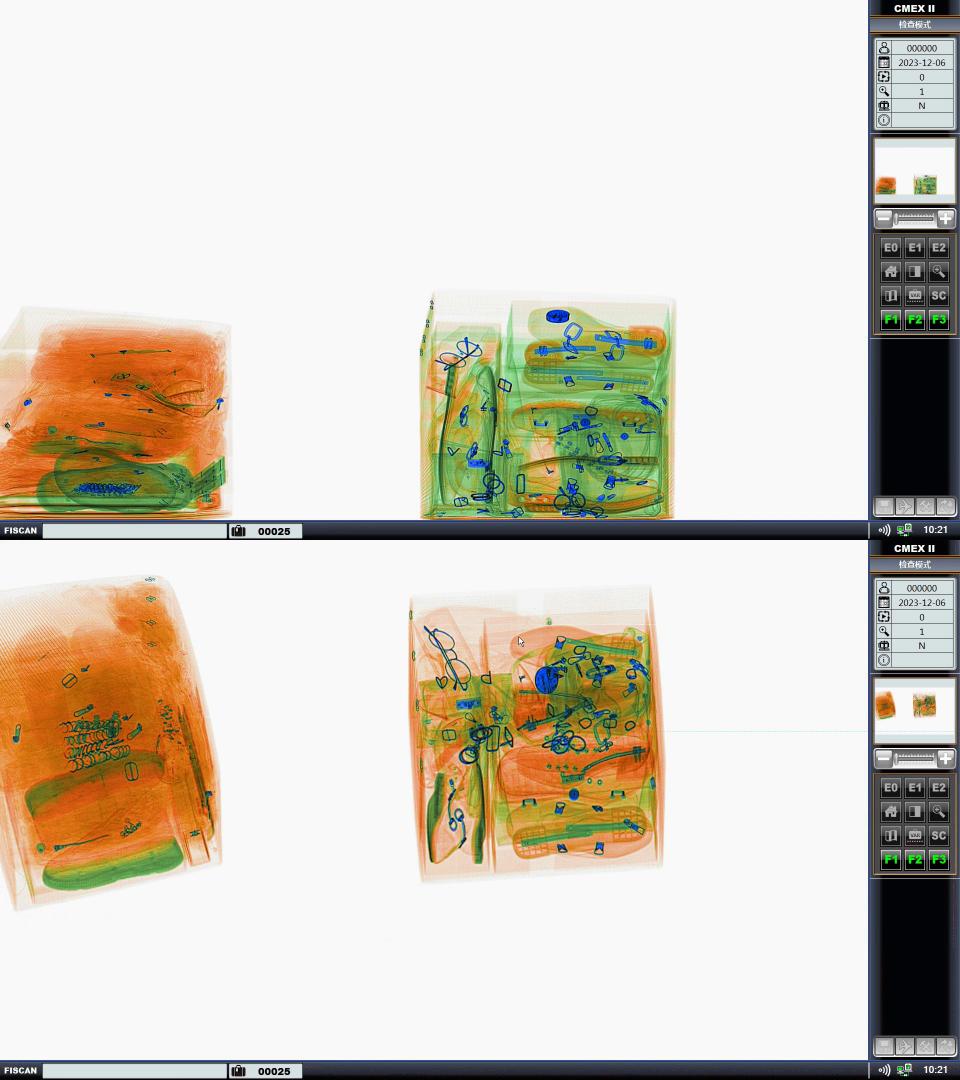 CMEX II
检查模式
000000
2023-12-06
0
1
N
E0 E1 E2
VAR SC
F1 F2 F3
FISCAN 00025 10:21
CMEX II
检查模式
000000
2023-12-06
0
1
N
E0 E1 E2
VAR SC
F1 F2 F3
FISCAN 00025 10:21